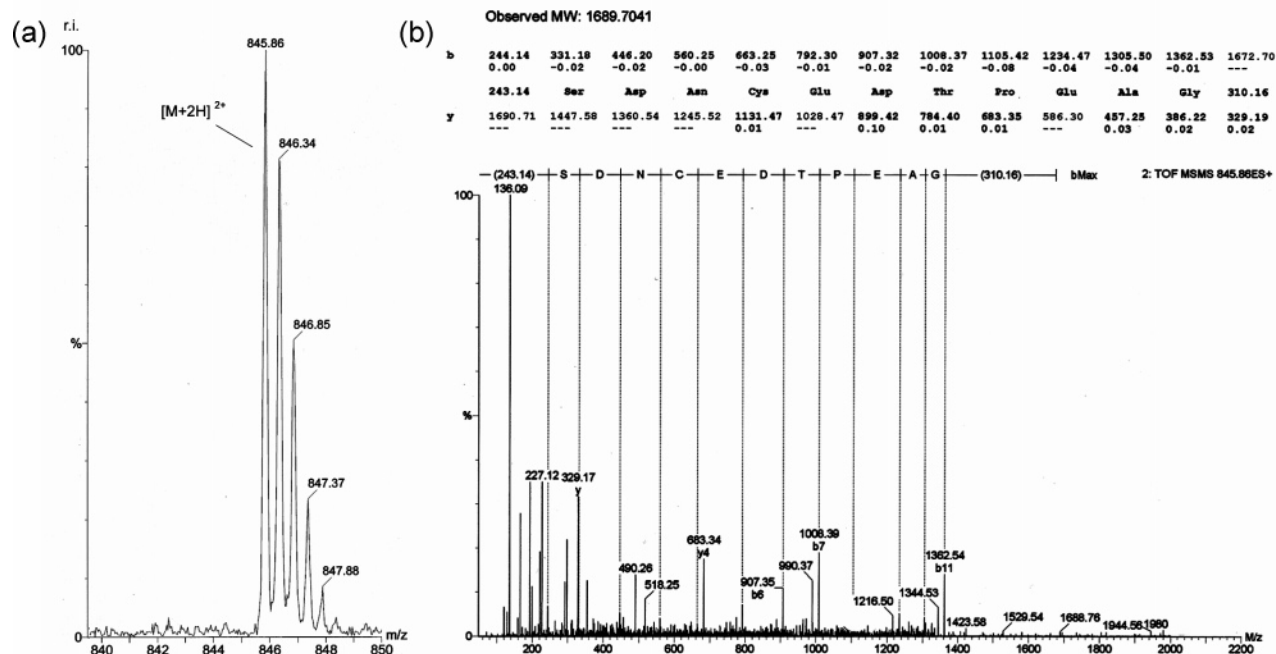 (a)
r.i.
100
845.86
[M+2H] 2+
846.34
846.85
847.37
847.88
%
0
840 842 844 846 848 850
m/z
(b)
Observed MW: 1689.7041
b 244.14 331.18 446.20 560.25 663.25 792.30 907.32 1008.37 1105.42 1234.47 1305.50 1362.53 1672.70
0.00 -0.02 -0.02 -0.00 -0.03 -0.01 -0.02 -0.02 -0.08 -0.04 -0.04 -0.01 ---
243.14 Ser Asp Asn Cys Glu Asp Thr Pro Glu Ala Gly 310.16
y 1690.71 1447.58 1360.54 1245.52 1131.47 1028.47 899.42 784.40 683.35 586.30 457.25 386.22 329.19
--- --- --- --- 0.01 --- 0.10 0.01 0.01 --- 0.03 0.02 0.02
(243.14) S D N C E D T P E A G (310.16) bMax 2: TOF MSMS 845.86ES+
100
136.09
227.12 329.17
y
683.34
y4
1008.39
b7
1362.54
b11
490.26
518.25
907.35
b6
990.37
1216.50
1344.53
1423.58
1529.54
1688.76
1944.56
1980
%
0
200 400 600 800 1000 1200 1400 1600 1800 2000 2200
M/z